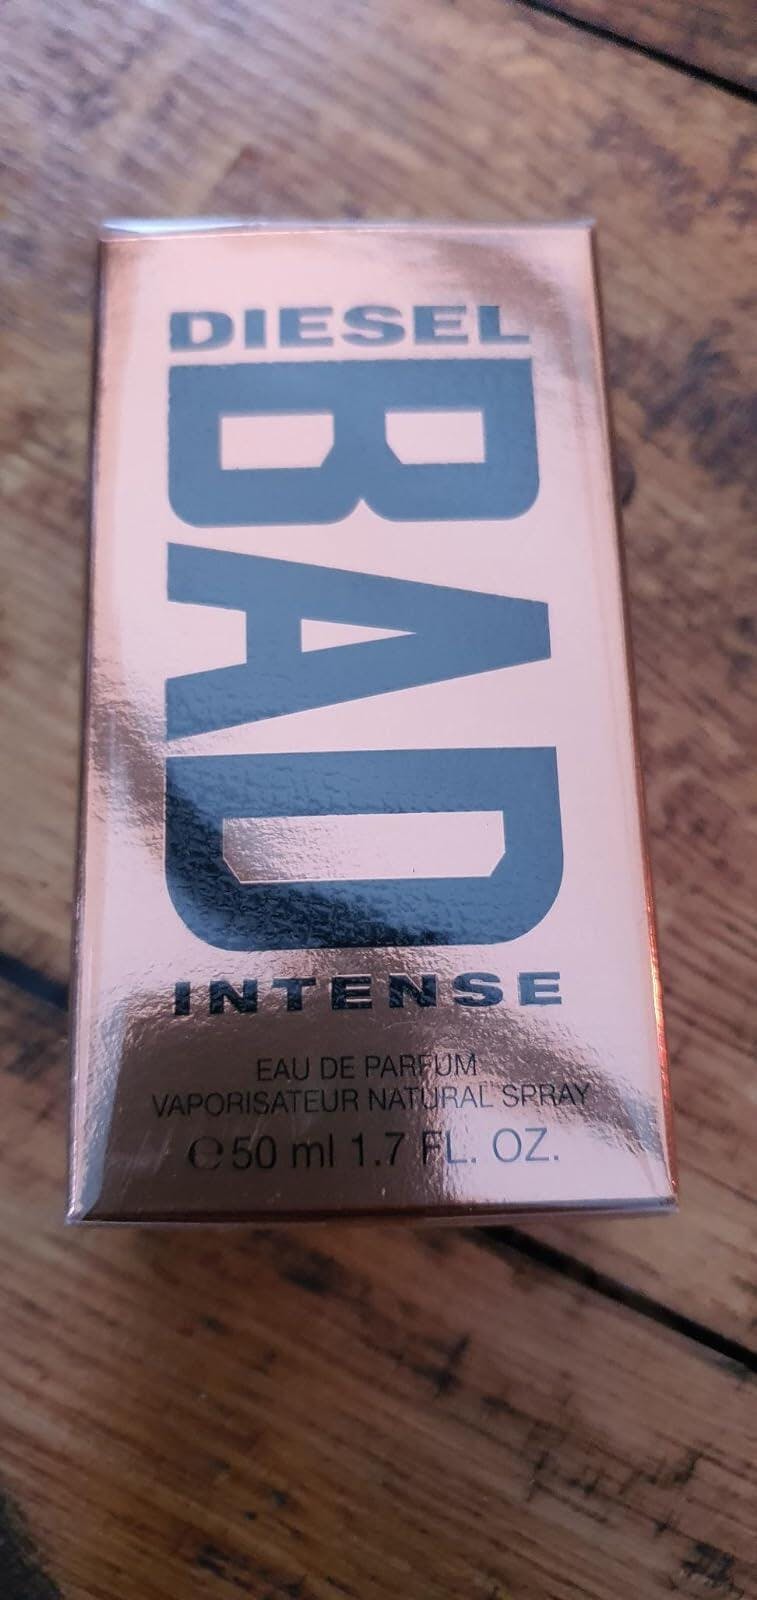 DIESEL
BAD
INTENSE
EAU DE PARFUM
VAPORISATEUR NATURAL SPRAY
℮50 ml 1.7 FL. OZ.